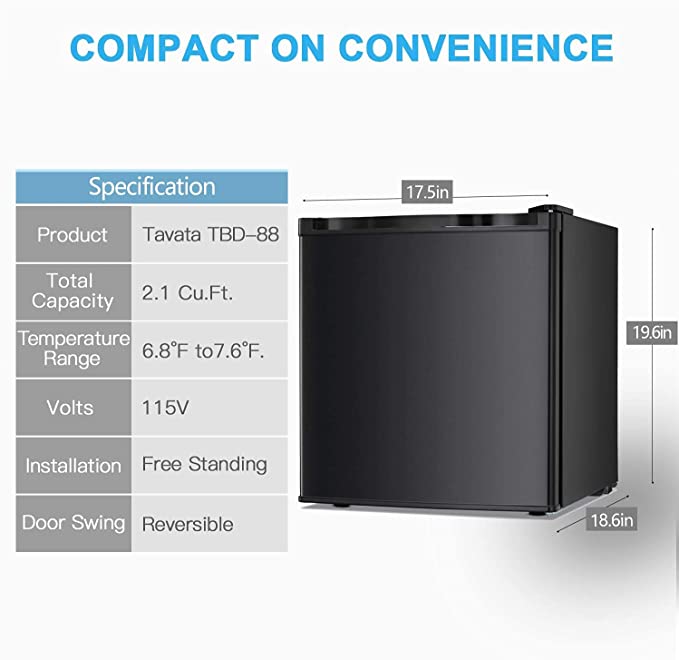 COMPACT ON CONVENIENCE
Specification
Product Tavata TBD-88
Total
Capacity 2.1 Cu.Ft.
Temperature
Range 6.8°F to7.6°F.
Volts 115V
Installation Free Standing
Door Swing Reversible
17.5in
19.6in
18.6in